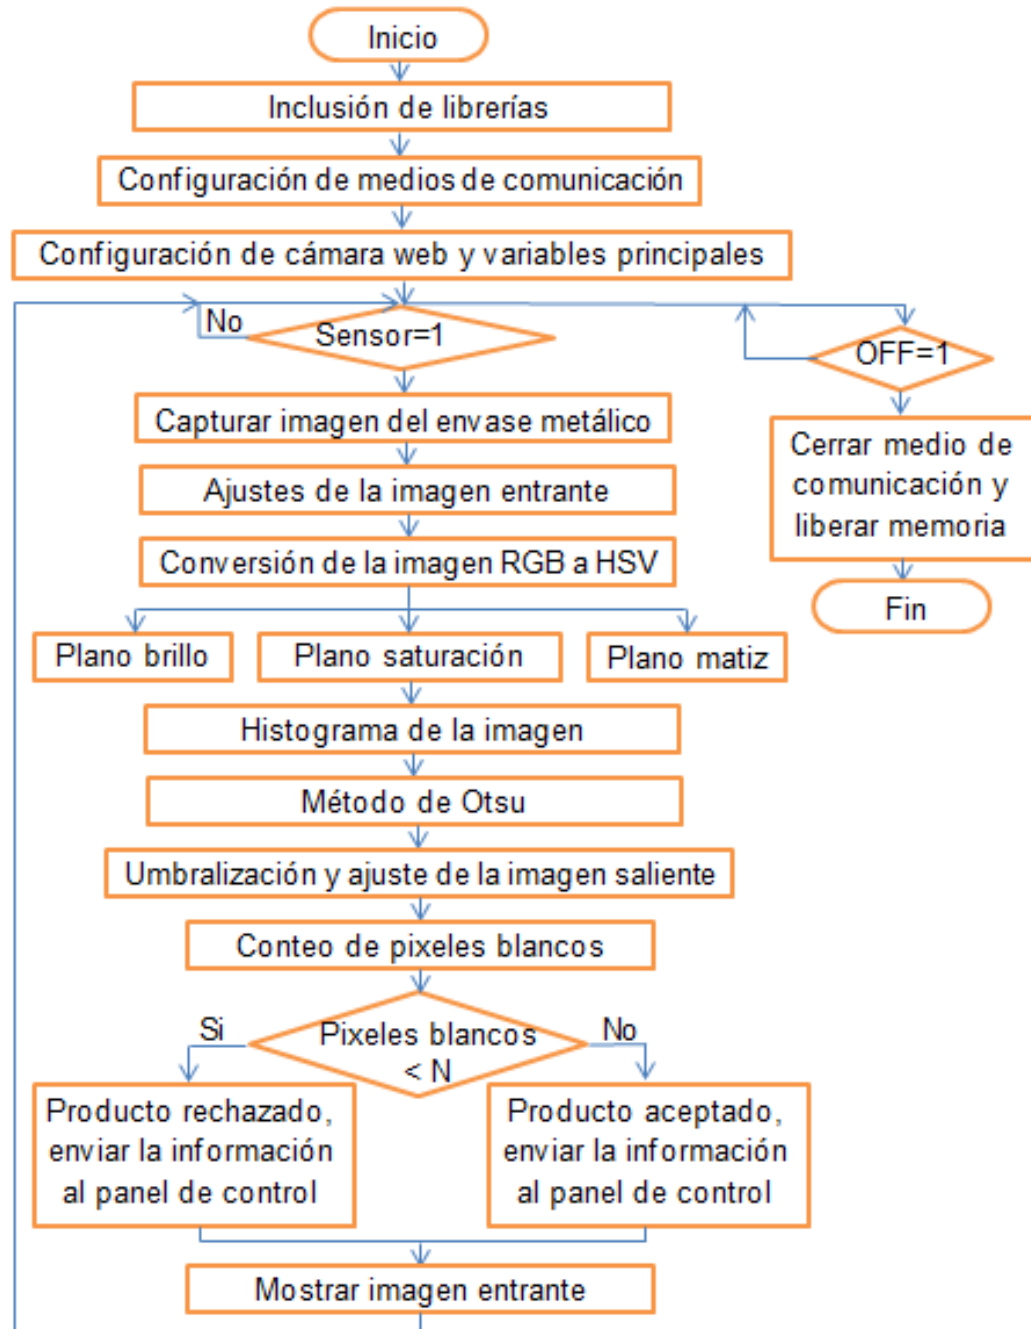 Inicio
Inclusión de librerías
Configuración de medios de comunicación
Configuración de cámara web y variables principales
No
Sensor=1
OFF=1
Capturar imagen del envase metálico
Ajustes de la imagen entrante
Conversión de la imagen RGB a HSV
Cerrar medio de
comunicación y
liberar memoria
Fin
Plano brillo
Plano saturación
Plano matiz
Histograma de la imagen
Método de Otsu
Umbralización y ajuste de la imagen saliente
Conteo de pixeles blancos
Si
Pixeles blancos
< N
No
Producto rechazado,
enviar la información
al panel de control
Producto aceptado,
enviar la información
al panel de control
Mostrar imagen entrante